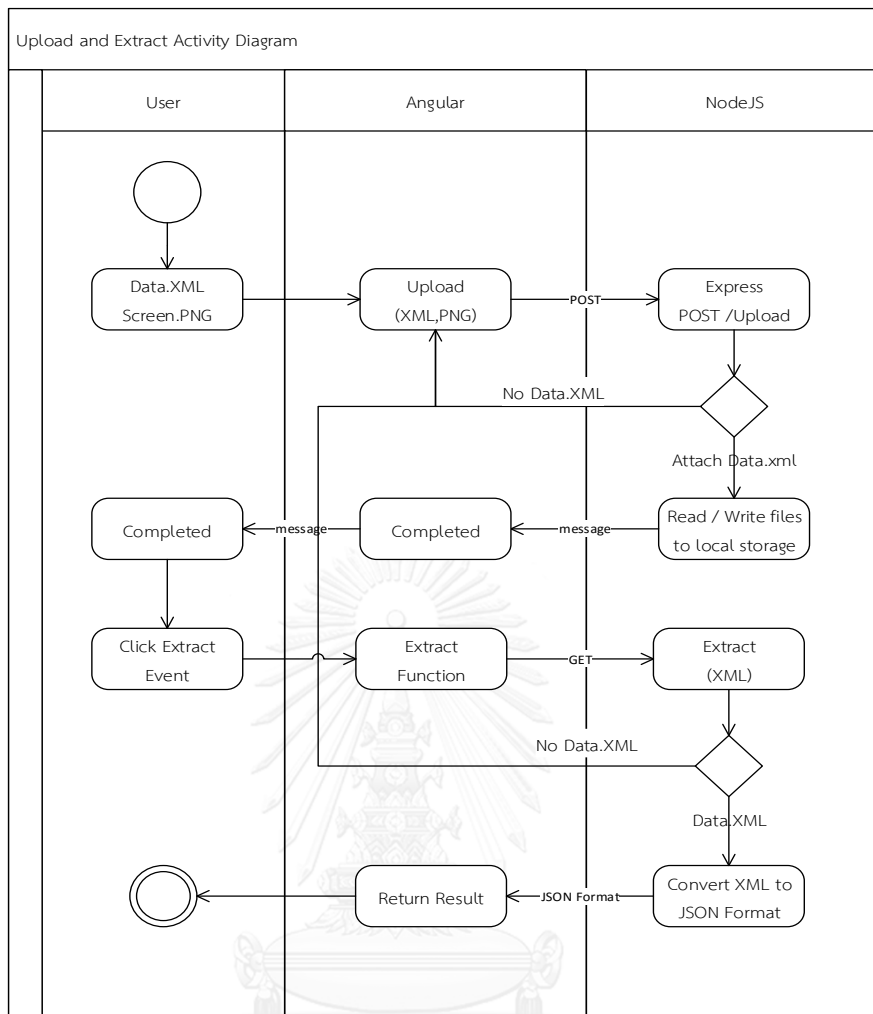 Upload and Extract Activity Diagram
User
Angular
NodeJS
Data.XML
Screen.PNG
Upload
(XML,PNG)
POST
Express
POST /Upload
No Data.XML
Attach Data.xml
Completed
message
Completed
message
Read / Write files
to local storage
Click Extract
Event
Extract
Function
GET
Extract
(XML)
No Data.XML
Data.XML
Return Result
JSON Format
Convert XML to
JSON Format